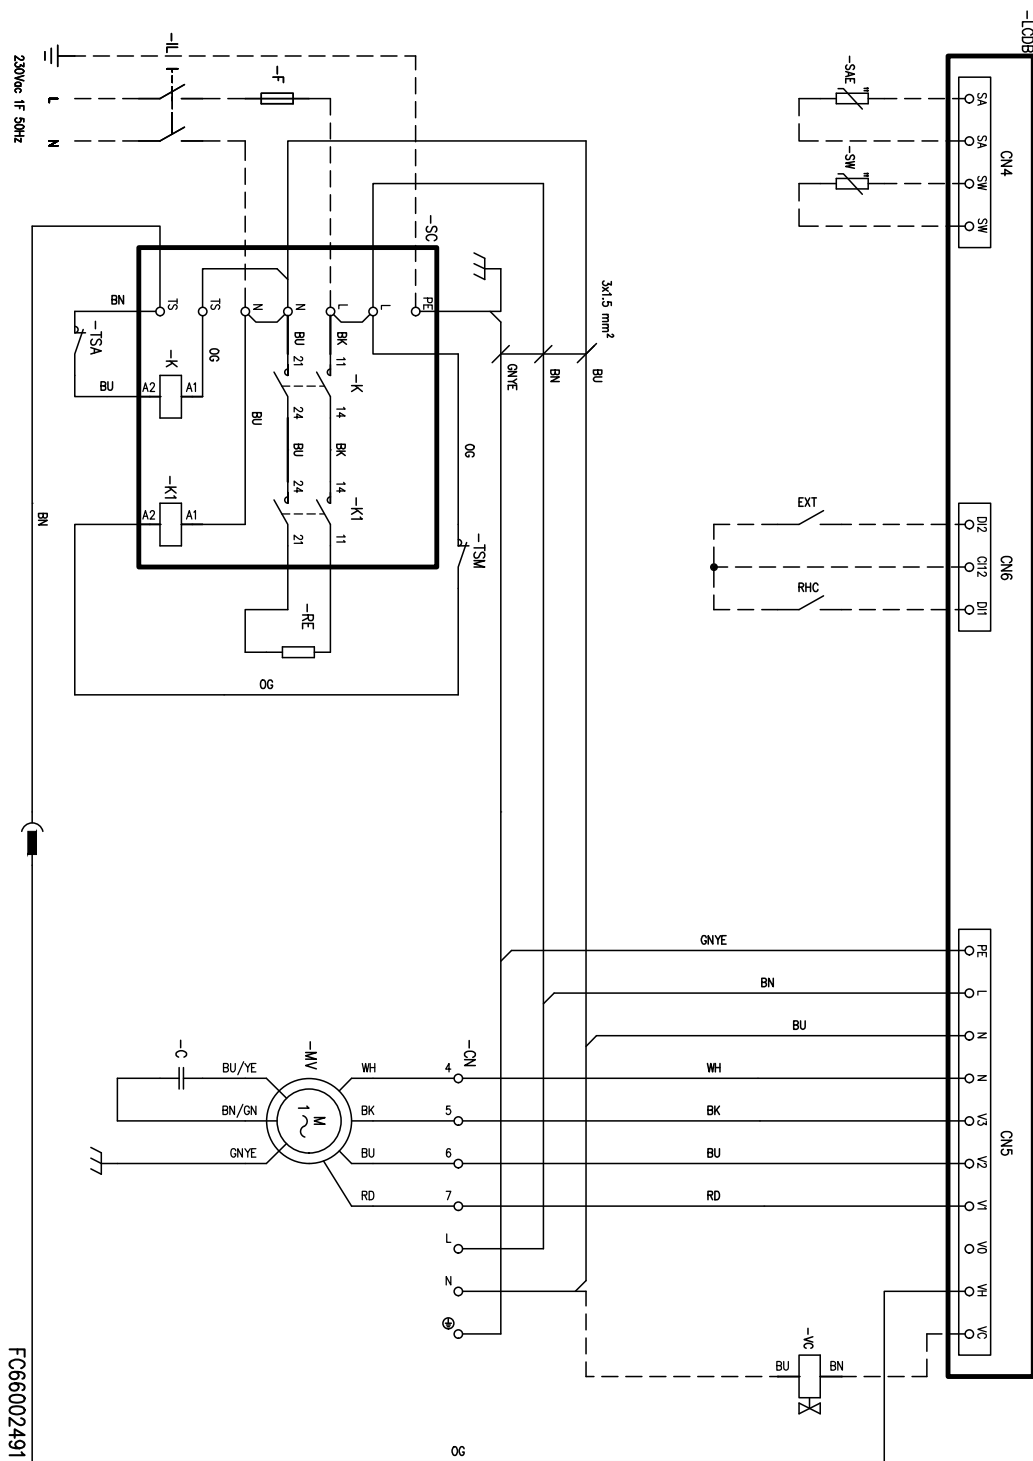 -LCDB
SA
SA
SW
SW
CN4
-SAE
-SW
DI2
CI12
DI1
CN6
EXT
RHC
PE
L
N
N
V3
V2
V1
V0
VH
VC
CN5
GNYE
BN
BU
WH
BK
BU
RD
-VC
BU
BN
3x1.5 mm²
GNYE
BN
BU
-IL
-F
L
N
230Vac 1F 50Hz
-SC
PE
L
L
N
N
TS
TS
BK
BU
11
21
-K
14
24
BK
BU
14
24
-K1
11
21
OG
-TSM
BN
-TSA
BU
-K
A2
A1
OG
BU
-K1
A2
A1
-RE
OG
BN
-CN
4
5
6
7
L
N
WH
BK
BU
RD
-MV
M
1
-C
BU/YE
BN/GN
GNYE
OG
FC66002491